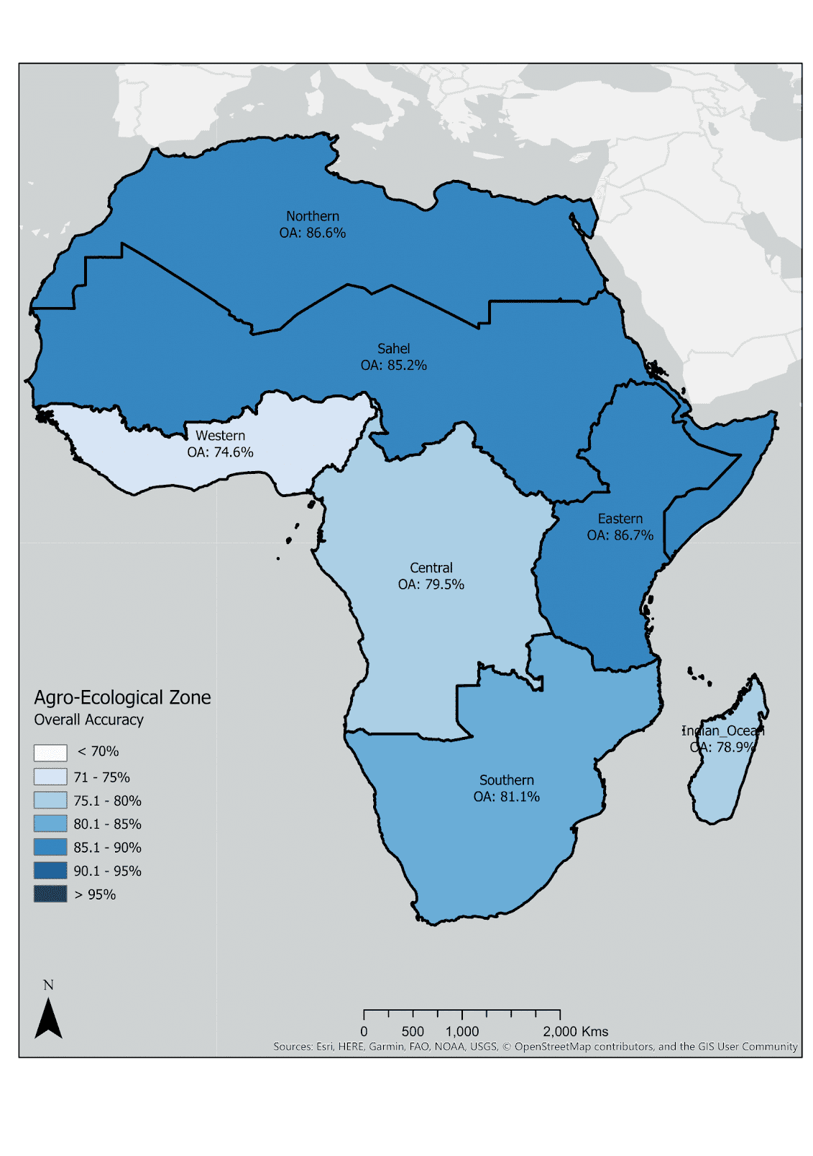 Northern
OA: 86.6%
Sahel
OA: 85.2%
Western
OA: 74.6%
Eastern
OA: 86.7%
Central
OA: 79.5%
Indian_Ocean
OA: 78.9%
Southern
OA: 81.1%
Agro-Ecological Zone
Overall Accuracy
< 70%
71 - 75%
75.1 - 80%
80.1 - 85%
85.1 - 90%
90.1 - 95%
> 95%
N
0 500 1,000 2,000 Kms
Sources: Esri, HERE, Garmin, FAO, NOAA, USGS, © OpenStreetMap contributors, and the GIS User Community